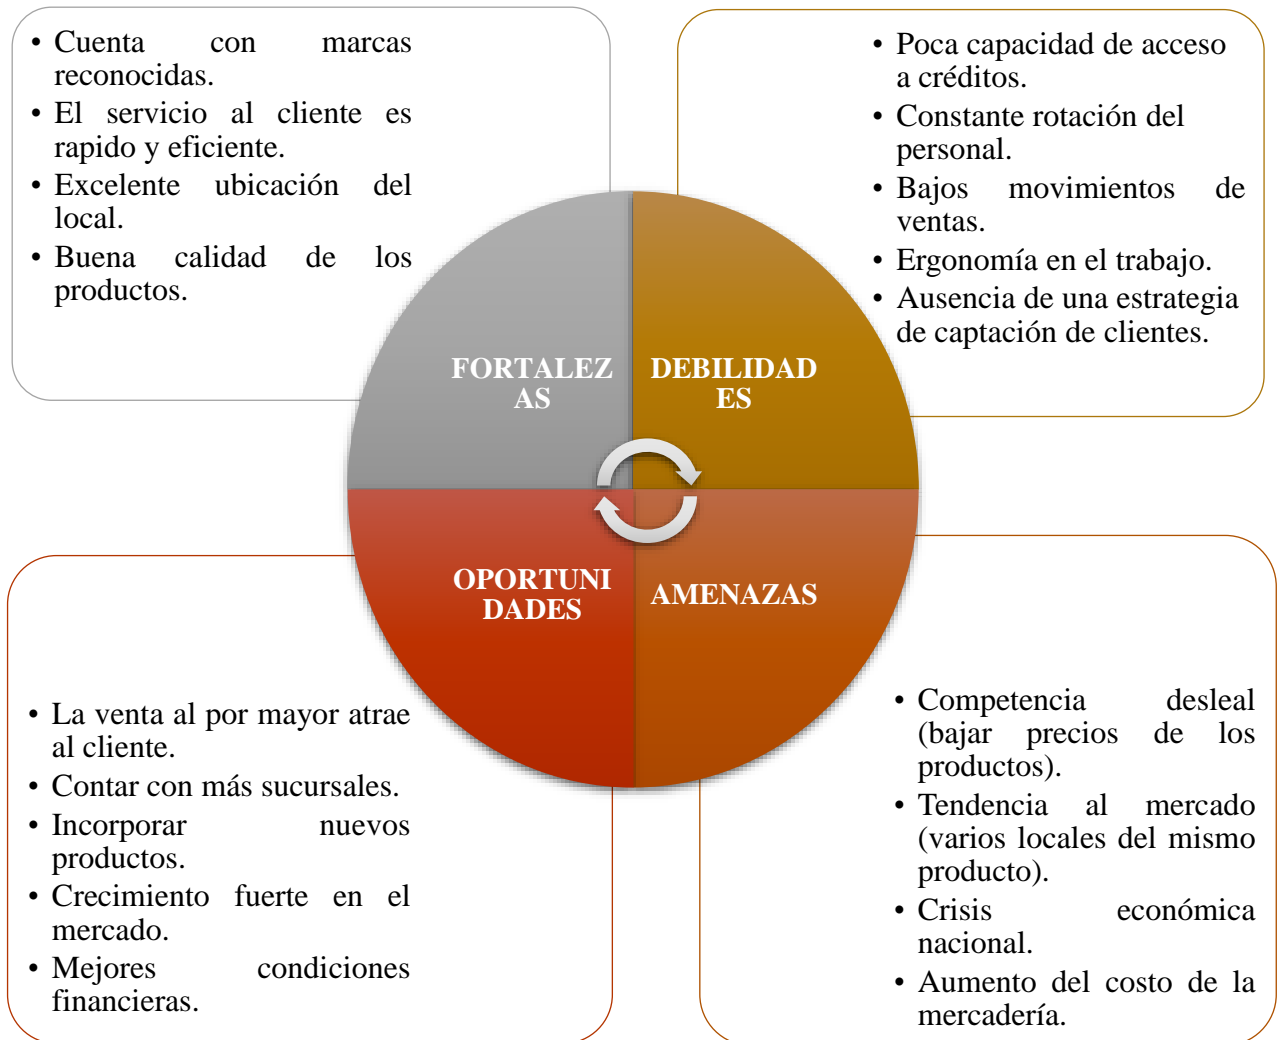 • Cuenta con marcas
reconocidas.
• El servicio al cliente es
rapido y eficiente.
• Excelente ubicación del
local.
• Buena calidad de los
productos.
• Poca capacidad de acceso
a créditos.
• Constante rotación del
personal.
• Bajos movimientos de
ventas.
• Ergonomía en el trabajo.
• Ausencia de una estrategia
de captación de clientes.
FORTALEZ
AS
DEBILIDAD
ES
OPORTUNI
DADES
AMENAZAS
• La venta al por mayor atrae
al cliente.
• Contar con más sucursales.
• Incorporar nuevos
productos.
• Crecimiento fuerte en el
mercado.
• Mejores condiciones
financieras.
• Competencia desleal
(bajar precios de los
productos).
• Tendencia al mercado
(varios locales del mismo
producto).
• Crisis económica
nacional.
• Aumento del costo de la
mercadería.